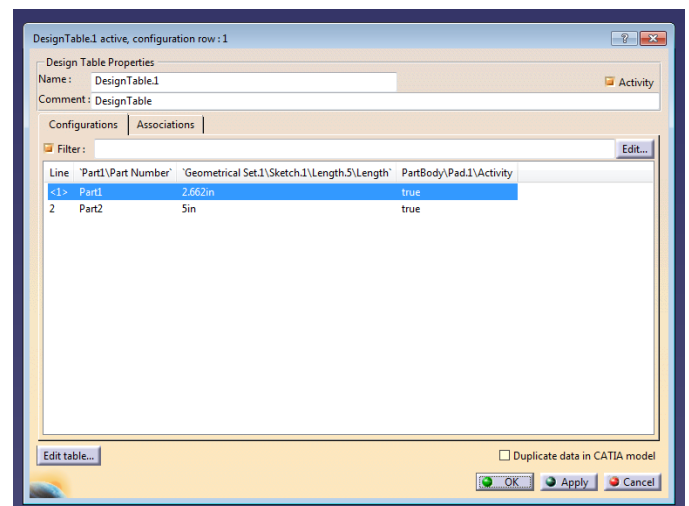 DesignTable.1 active, configuration row : 1
Design Table Properties
Name : DesignTable.1 Activity
Comment : DesignTable
Configurations Associations
Filter : Edit...
Line `Part1\Part Number` `Geometrical Set.1\Sketch.1\Length.5\Length` PartBody\Pad.1\Activity
<1> Part1 2.662in true
2 Part2 5in true
Edit table... Duplicate data in CATIA model
OK Apply Cancel